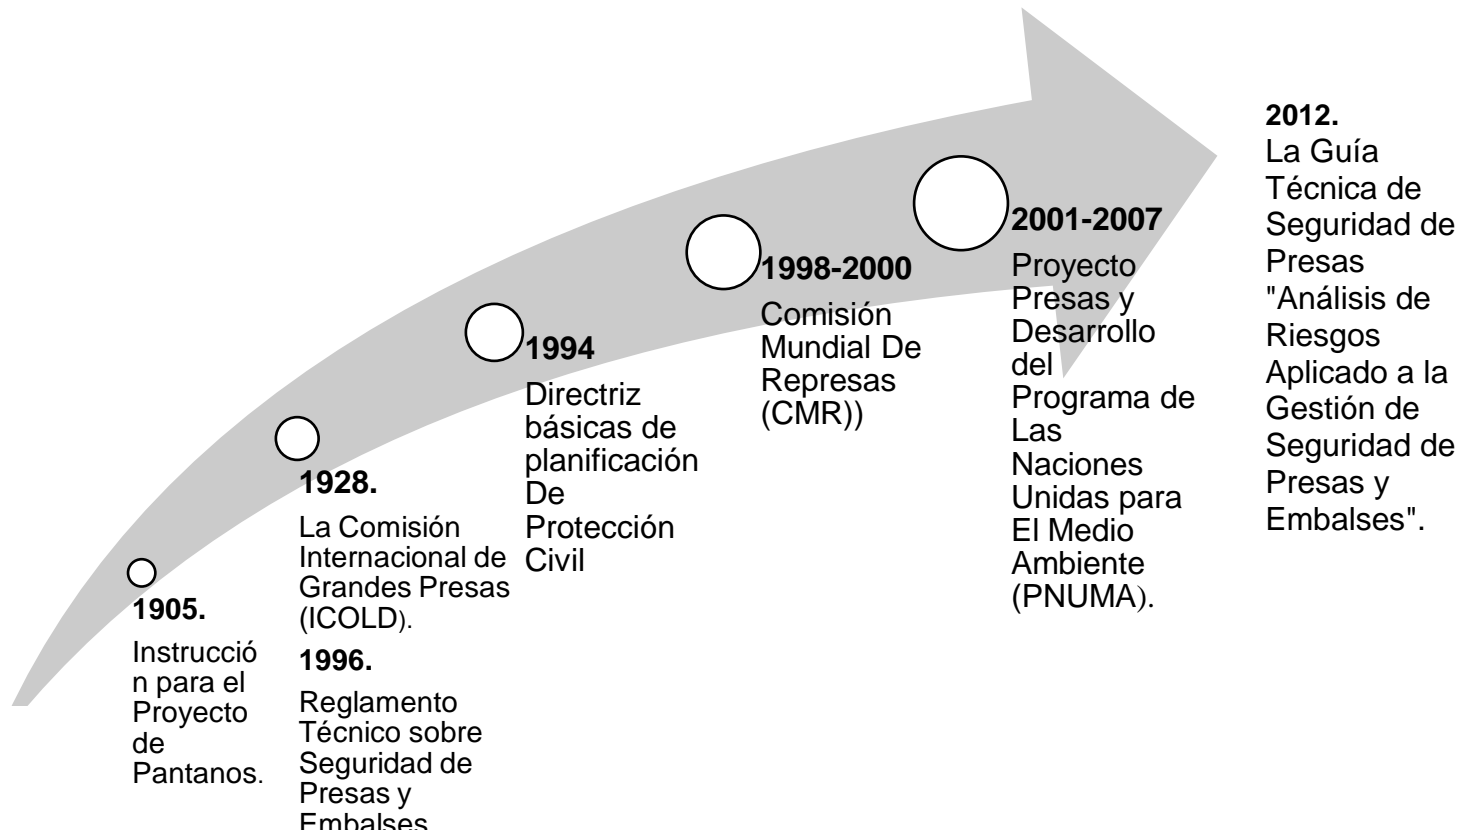 1905.
Instrucció
n para el
Proyecto
de
Pantanos.
1928.
La Comisión
Internacional de
Grandes Presas
(ICOLD).
1996.
Reglamento
Técnico sobre
Seguridad de
Presas y
Embalses
1994
Directriz
básicas de
planificación
De
Protección
Civil
1998-2000
Comisión
Mundial De
Represas
(CMR))
2001-2007
Proyecto
Presas y
Desarrollo
del
Programa de
Las
Naciones
Unidas para
El Medio
Ambiente
(PNUMA).
2012.
La Guía
Técnica de
Seguridad de
Presas
"Análisis de
Riesgos
Aplicado a la
Gestión de
Seguridad de
Presas y
Embalses".